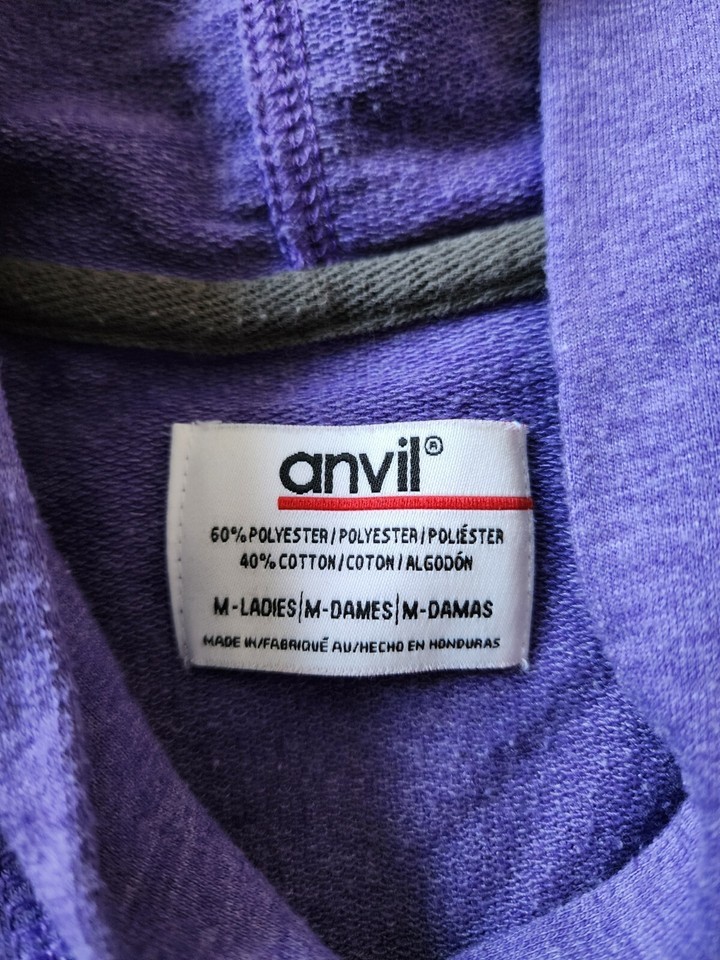 anvil®
60% POLYESTER/POLYESTER/POLIÉSTER
40% COTTON/COTON/ALGODÓN
M-LADIES|M-DAMES|M-DAMAS
MADE IN/FABRIQUÉ AU/HECHO EN HONDURAS